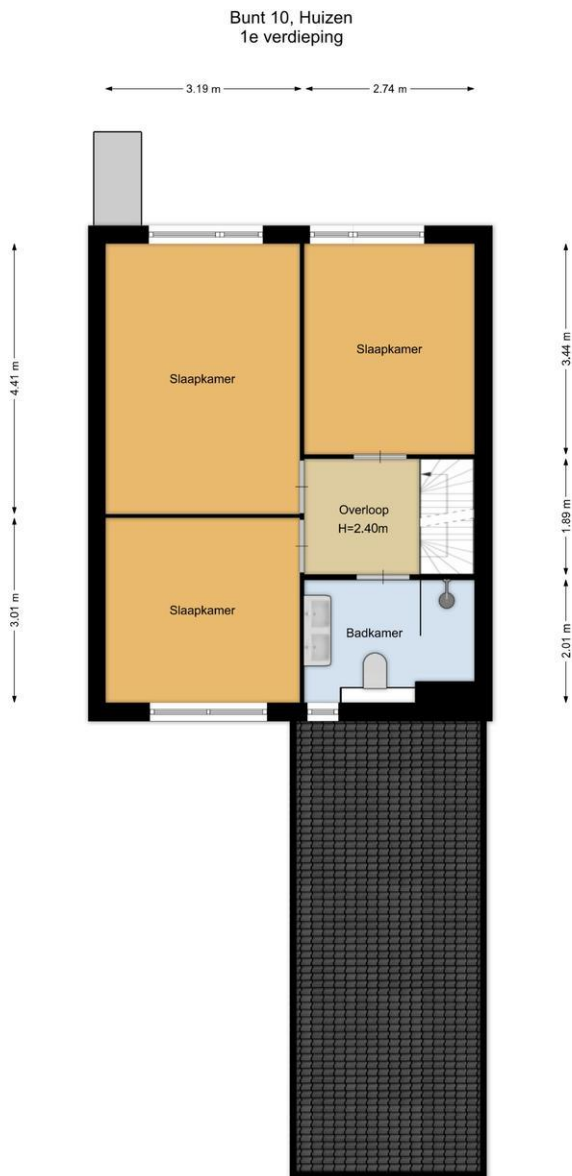 Bunt 10, Huizen
1e verdieping
3.19 m
2.74 m
4.41 m
3.44 m
Slaapkamer
Slaapkamer
Overloop
H=2.40m
1.89 m
3.01 m
Slaapkamer
Badkamer
2.01 m